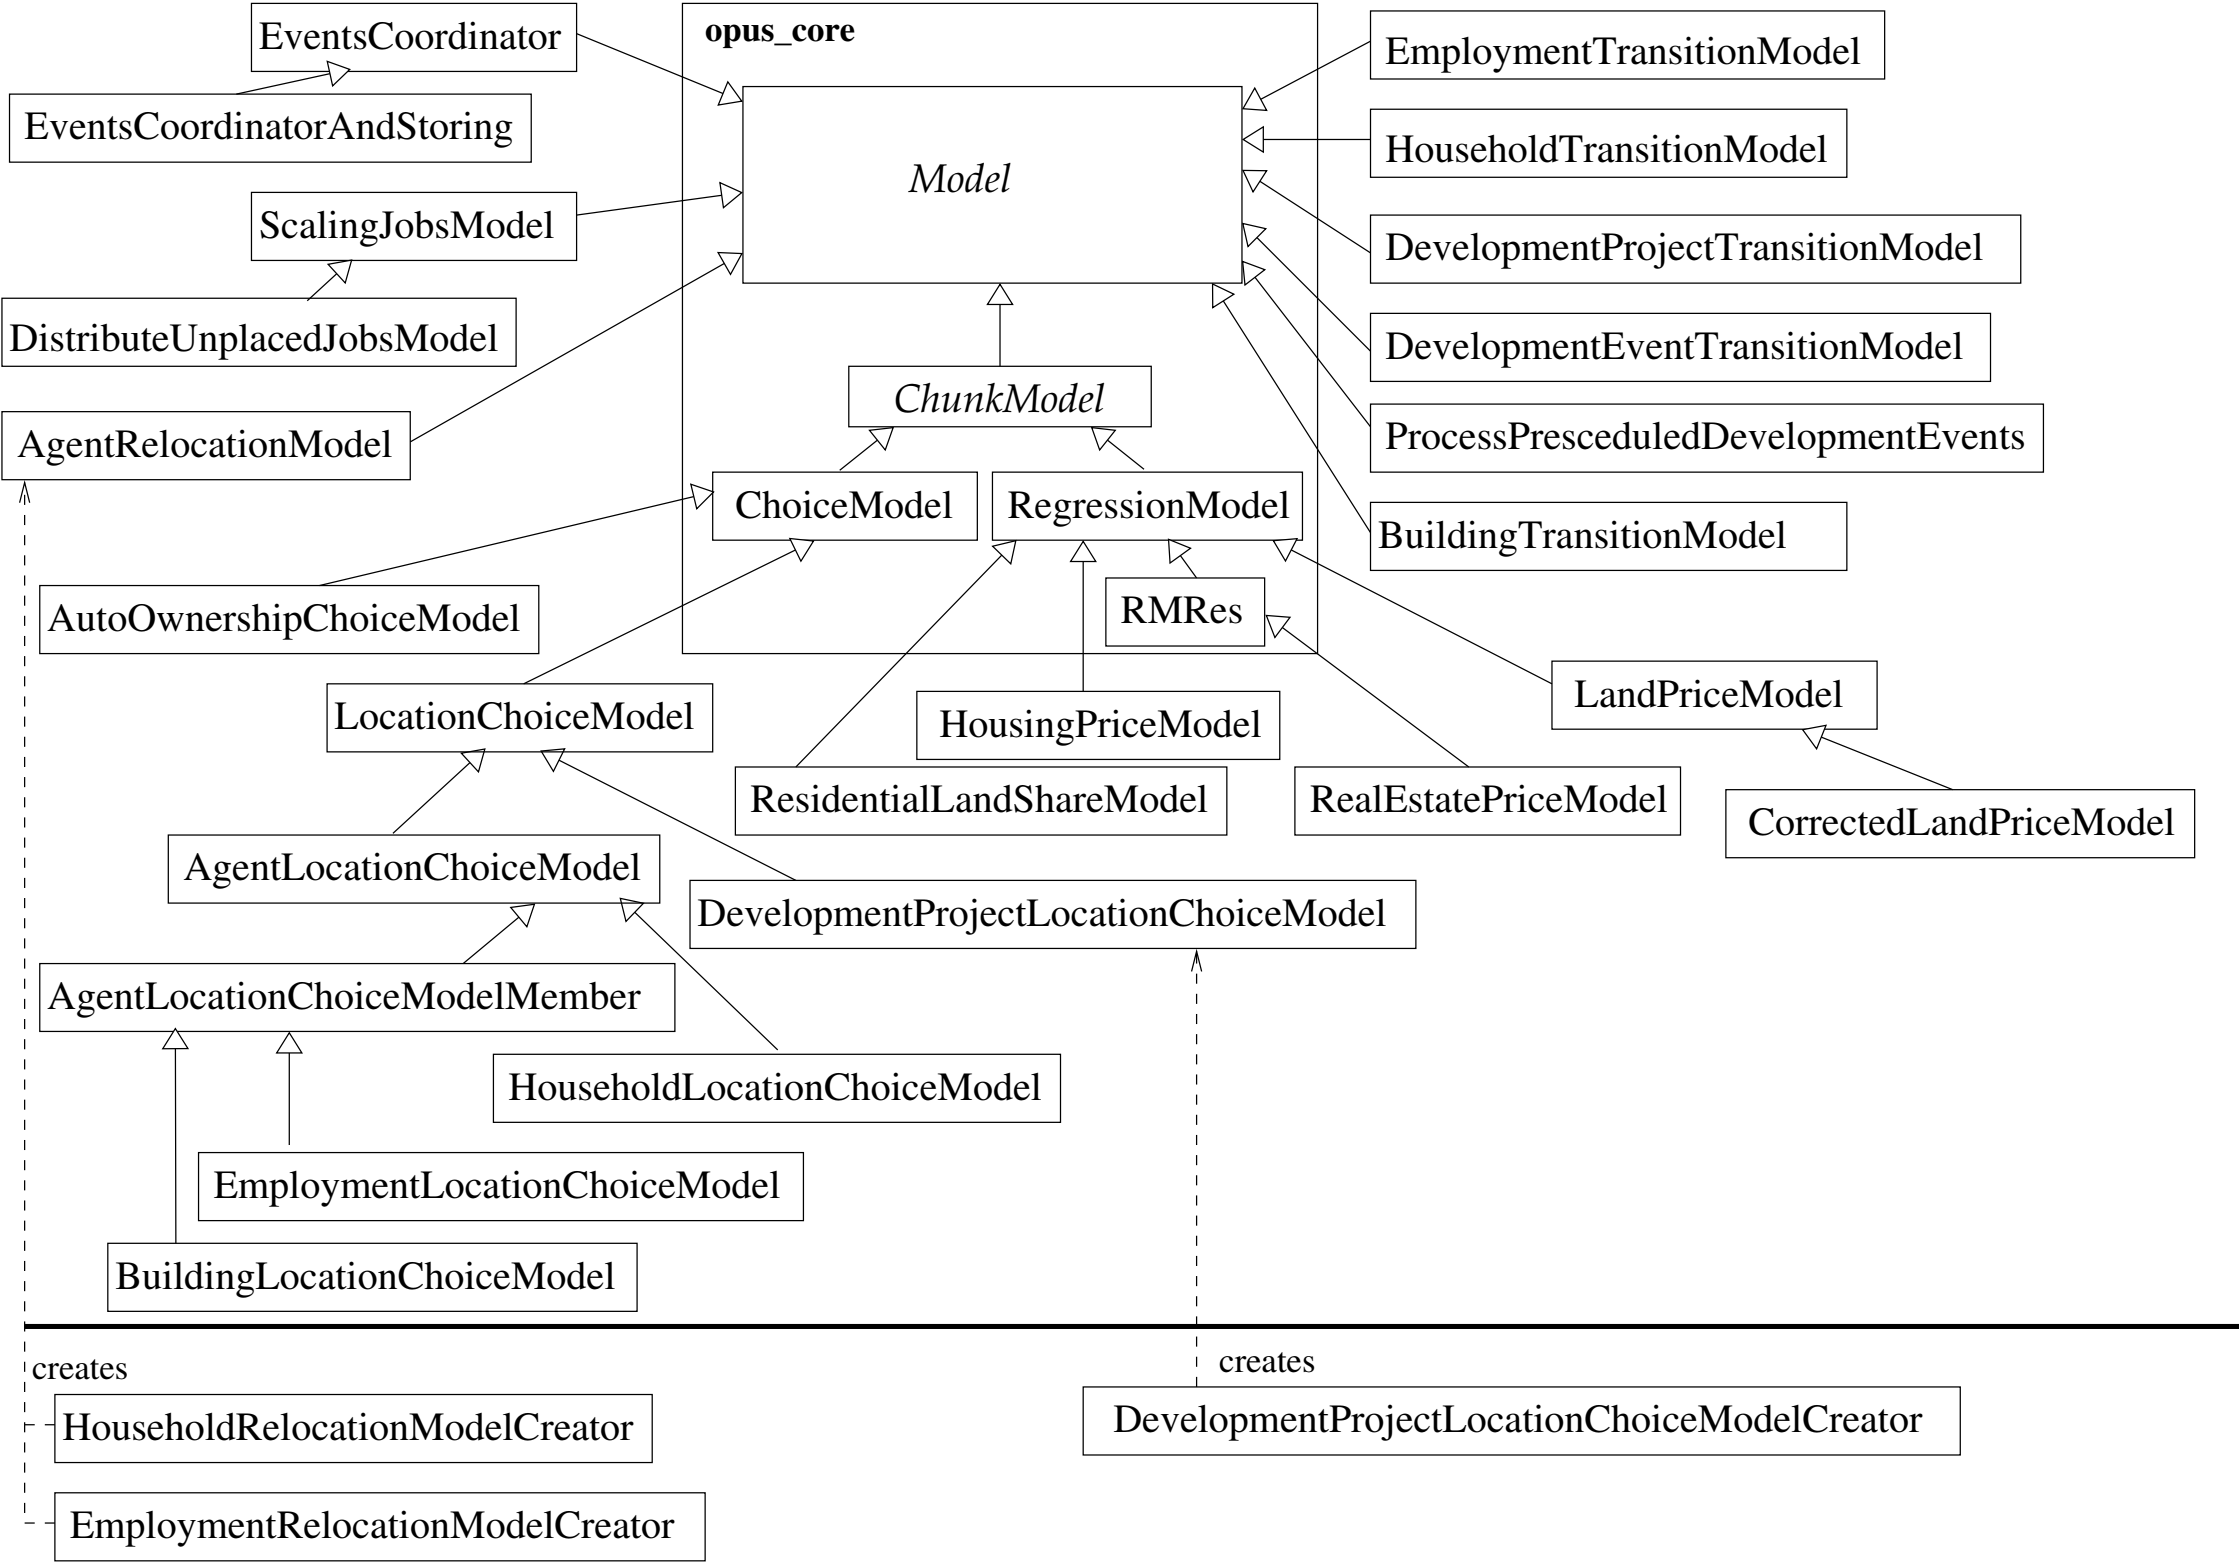 EventsCoordinator
opus_core
EmploymentTransitionModel
EventsCoordinatorAndStoring
HouseholdTransitionModel
Model
ScalingJobsModel
DevelopmentProjectTransitionModel
DistributeUnplacedJobsModel
DevelopmentEventTransitionModel
ChunkModel
AgentRelocationModel
ProcessPresceduledDevelopmentEvents
ChoiceModel
RegressionModel
BuildingTransitionModel
AutoOwnershipChoiceModel
RMRes
LocationChoiceModel
HousingPriceModel
LandPriceModel
ResidentialLandShareModel
RealEstatePriceModel
CorrectedLandPriceModel
AgentLocationChoiceModel
DevelopmentProjectLocationChoiceModel
AgentLocationChoiceModelMember
HouseholdLocationChoiceModel
EmploymentLocationChoiceModel
BuildingLocationChoiceModel
creates
creates
HouseholdRelocationModelCreator
DevelopmentProjectLocationChoiceModelCreator
EmploymentRelocationModelCreator